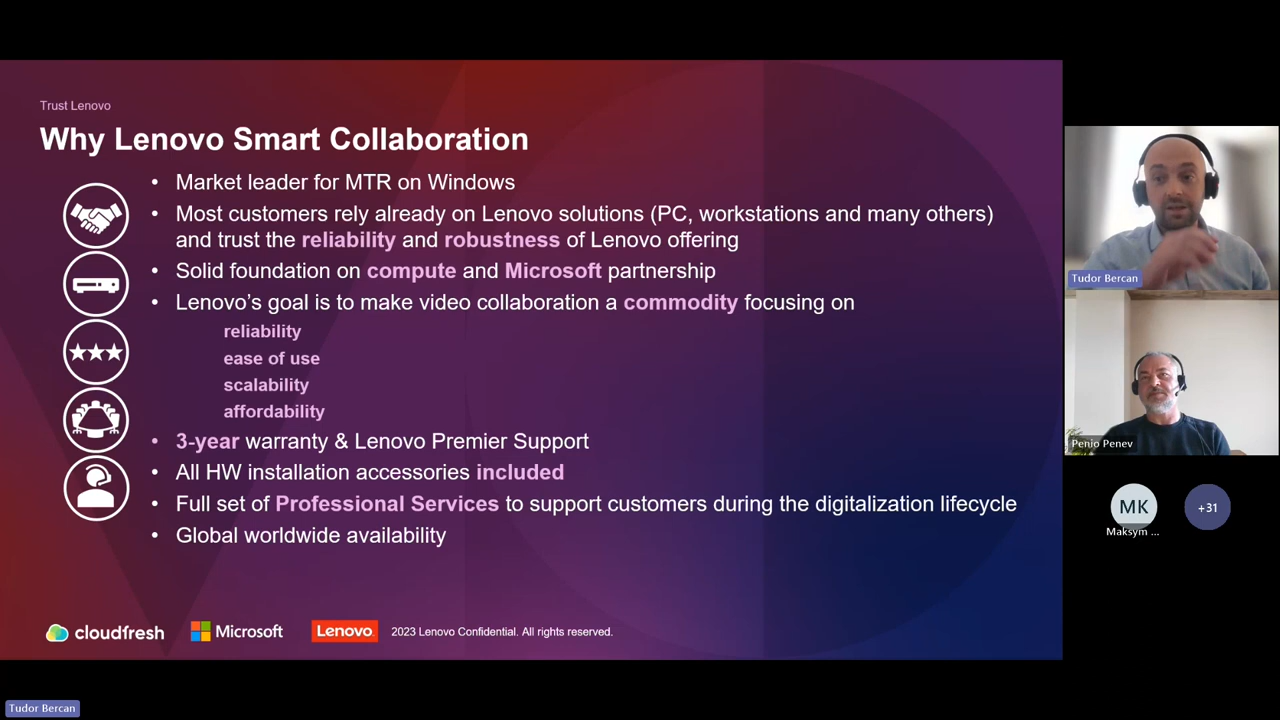 Trust Lenovo
Why Lenovo Smart Collaboration
• Market leader for MTR on Windows
• Most customers rely already on Lenovo solutions (PC, workstations and many others)
and trust the reliability and robustness of Lenovo offering
• Solid foundation on compute and Microsoft partnership
• Lenovo's goal is to make video collaboration a commodity focusing on
reliability
ease of use
scalability
affordability
• 3-year warranty & Lenovo Premier Support
• All HW installation accessories included
• Full set of Professional Services to support customers during the digitalization lifecycle
• Global worldwide availability
cloudfresh
Microsoft
Lenovo
2023 Lenovo Confidential. All rights reserved.
Tudor Bercan
Penio Penev
MK
Maksym ...
+31
Tudor Bercan